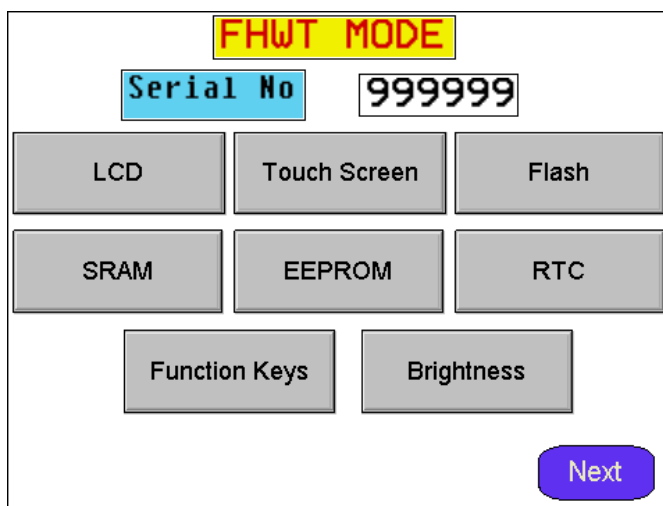 FHWT MODE
Serial No 999999
LCD Touch Screen Flash
SRAM EEPROM RTC
Function Keys Brightness
Next